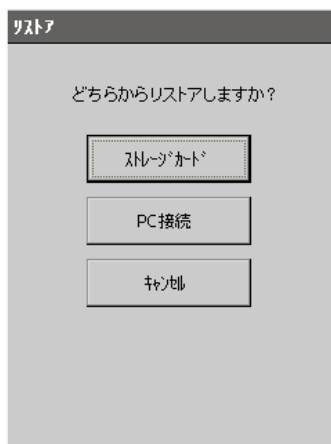 ﾘｽﾄｱ
どちらからリストアしますか？
ｽﾄﾚｰｼﾞｶｰﾄﾞ
PC接続
ｷｬﾝｾﾙ